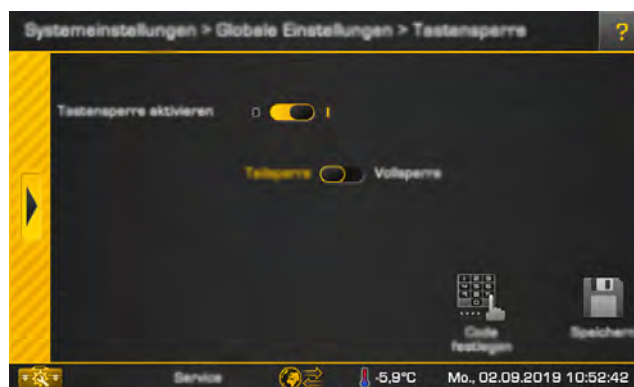 Systemeinstellungen > Globale Einstellungen > Tastensperre ?
Tastensperre aktivieren 0 I
Teilsperre Vollsperre
Code
festlegen
Speichern
Service -5,9°C Mo., 02.09.2019 10:52:42